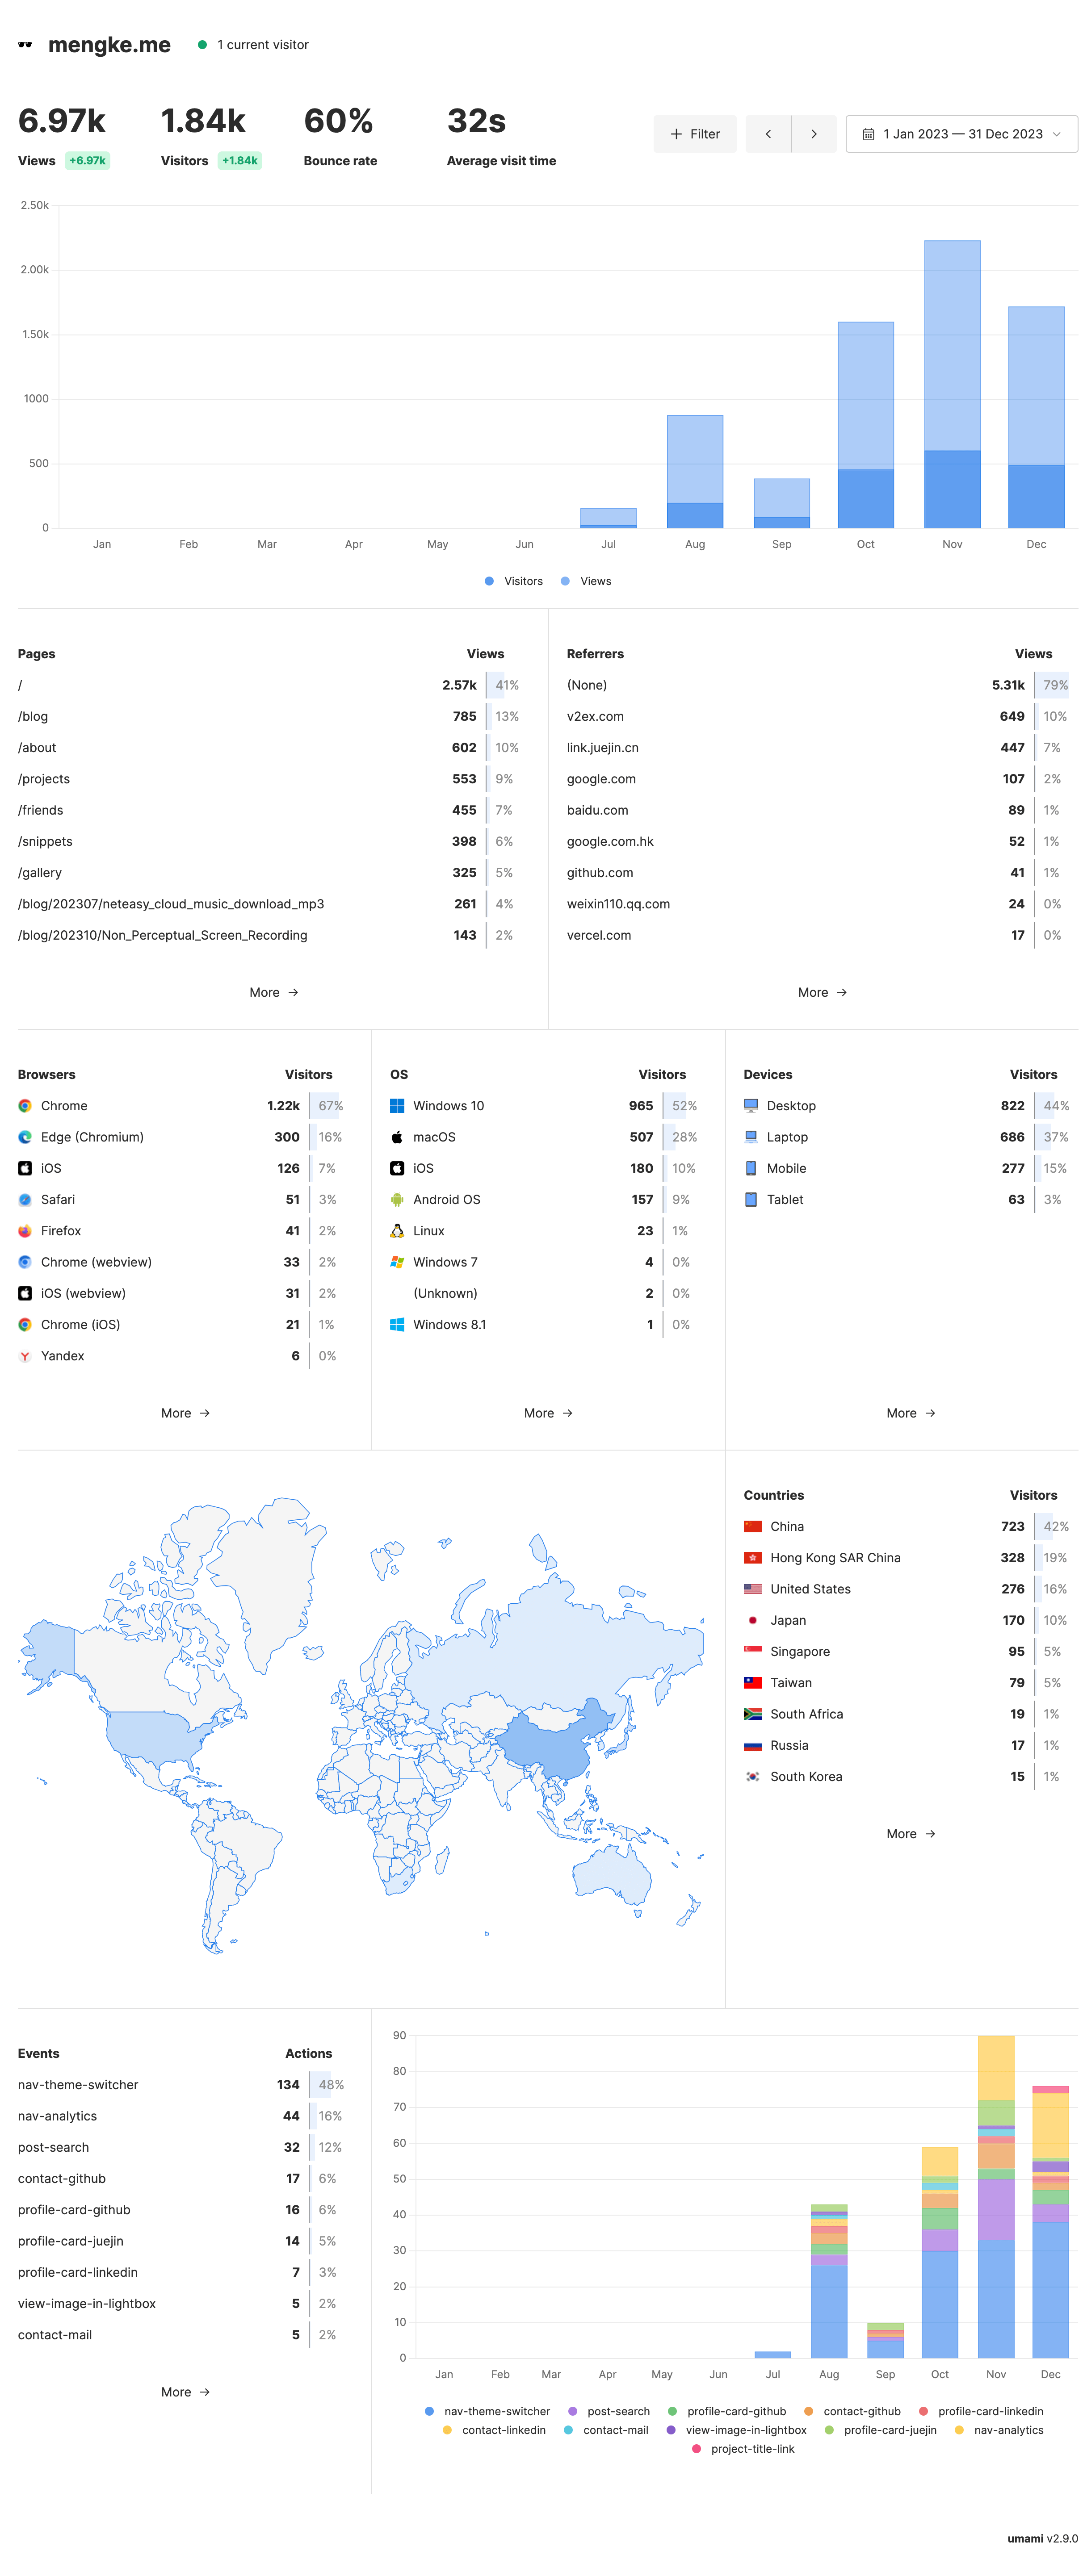 mengke.me 1 current visitor
6.97k 1.84k 60% 32s
Views +6.97k Visitors +1.84k Bounce rate Average visit time
Filter 1 Jan 2023 — 31 Dec 2023
2.50k
2.00k
1.50k
1000
500
0
Jan Feb Mar Apr May Jun Jul Aug Sep Oct Nov Dec
Visitors Views
Pages Views
/ 2.57k 41%
/blog 785 13%
/about 602 10%
/projects 553 9%
/friends 455 7%
/snippets 398 6%
/gallery 325 5%
/blog/202307/neteasy_cloud_music_download_mp3 261 4%
/blog/202310/Non_Perceptual_Screen_Recording 143 2%
More →
Referrers Views
(None) 5.31k 79%
v2ex.com 649 10%
link.juejin.cn 447 7%
google.com 107 2%
baidu.com 89 1%
google.com.hk 52 1%
github.com 41 1%
weixin110.qq.com 24 0%
vercel.com 17 0%
More →
Browsers Visitors
Chrome 1.22k 67%
Edge (Chromium) 300 16%
iOS 126 7%
Safari 51 3%
Firefox 41 2%
Chrome (webview) 33 2%
iOS (webview) 31 2%
Chrome (iOS) 21 1%
Yandex 6 0%
More →
OS Visitors
Windows 10 965 52%
macOS 507 28%
iOS 180 10%
Android OS 157 9%
Linux 23 1%
Windows 7 4 0%
(Unknown) 2 0%
Windows 8.1 1 0%
More →
Devices Visitors
Desktop 822 44%
Laptop 686 37%
Mobile 277 15%
Tablet 63 3%
More →
Countries Visitors
China 723 42%
Hong Kong SAR China 328 19%
United States 276 16%
Japan 170 10%
Singapore 95 5%
Taiwan 79 5%
South Africa 19 1%
Russia 17 1%
South Korea 15 1%
More →
Events Actions
nav-theme-switcher 134 48%
nav-analytics 44 16%
post-search 32 12%
contact-github 17 6%
profile-card-github 16 6%
profile-card-juejin 14 5%
profile-card-linkedin 7 3%
view-image-in-lightbox 5 2%
contact-mail 5 2%
More →
90
80
70
60
50
40
30
20
10
0
Jan Feb Mar Apr May Jun Jul Aug Sep Oct Nov Dec
nav-theme-switcher post-search profile-card-github contact-github profile-card-linkedin
contact-linkedin contact-mail view-image-in-lightbox profile-card-juejin nav-analytics
project-title-link
umami v2.9.0